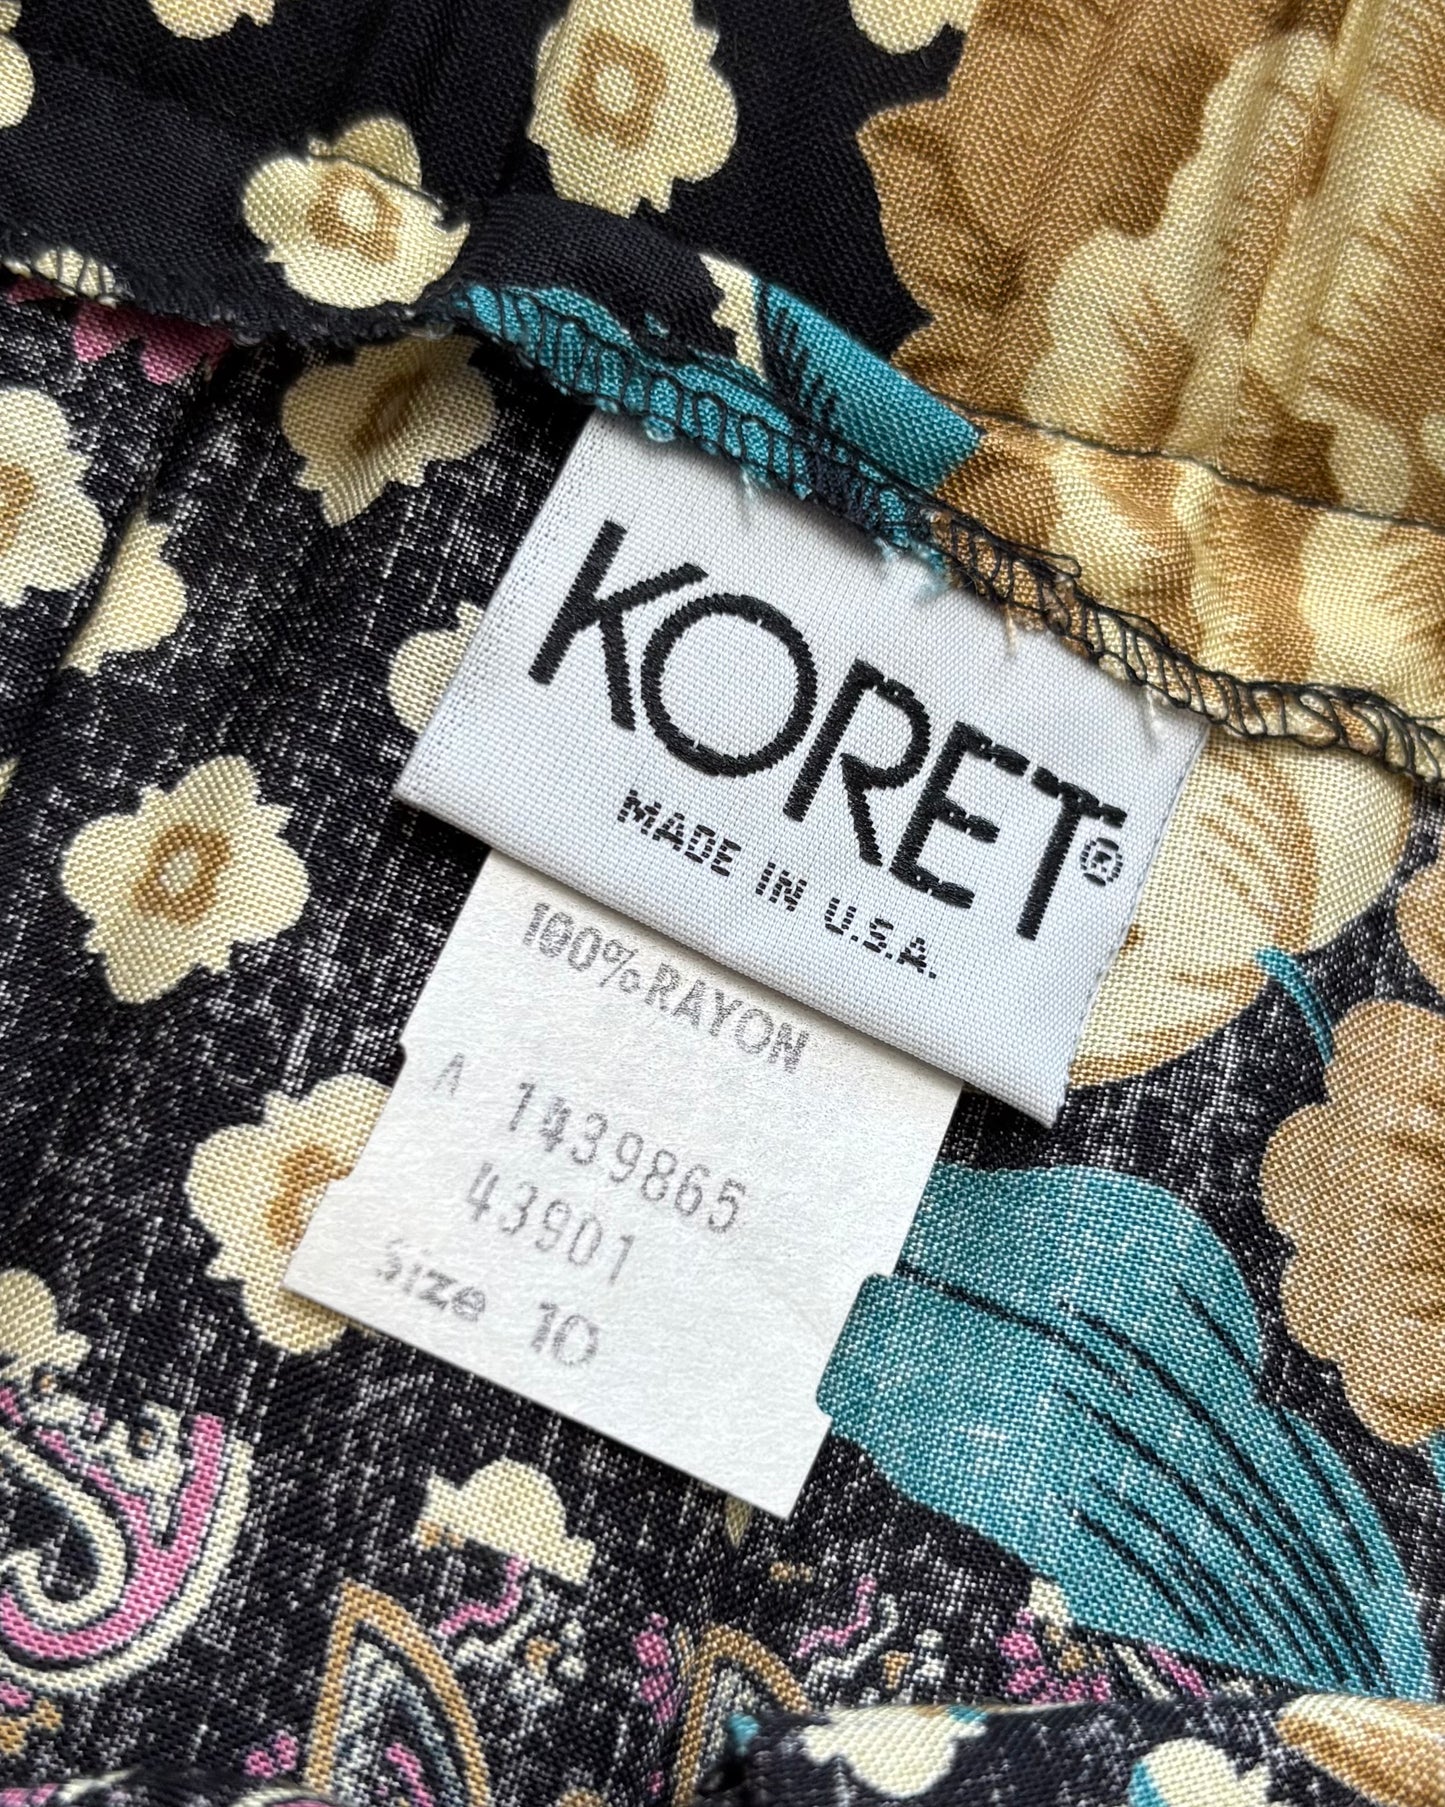 KORET®
MADE IN U.S.A.
100% RAYON
A 1439865
43901
Size 10